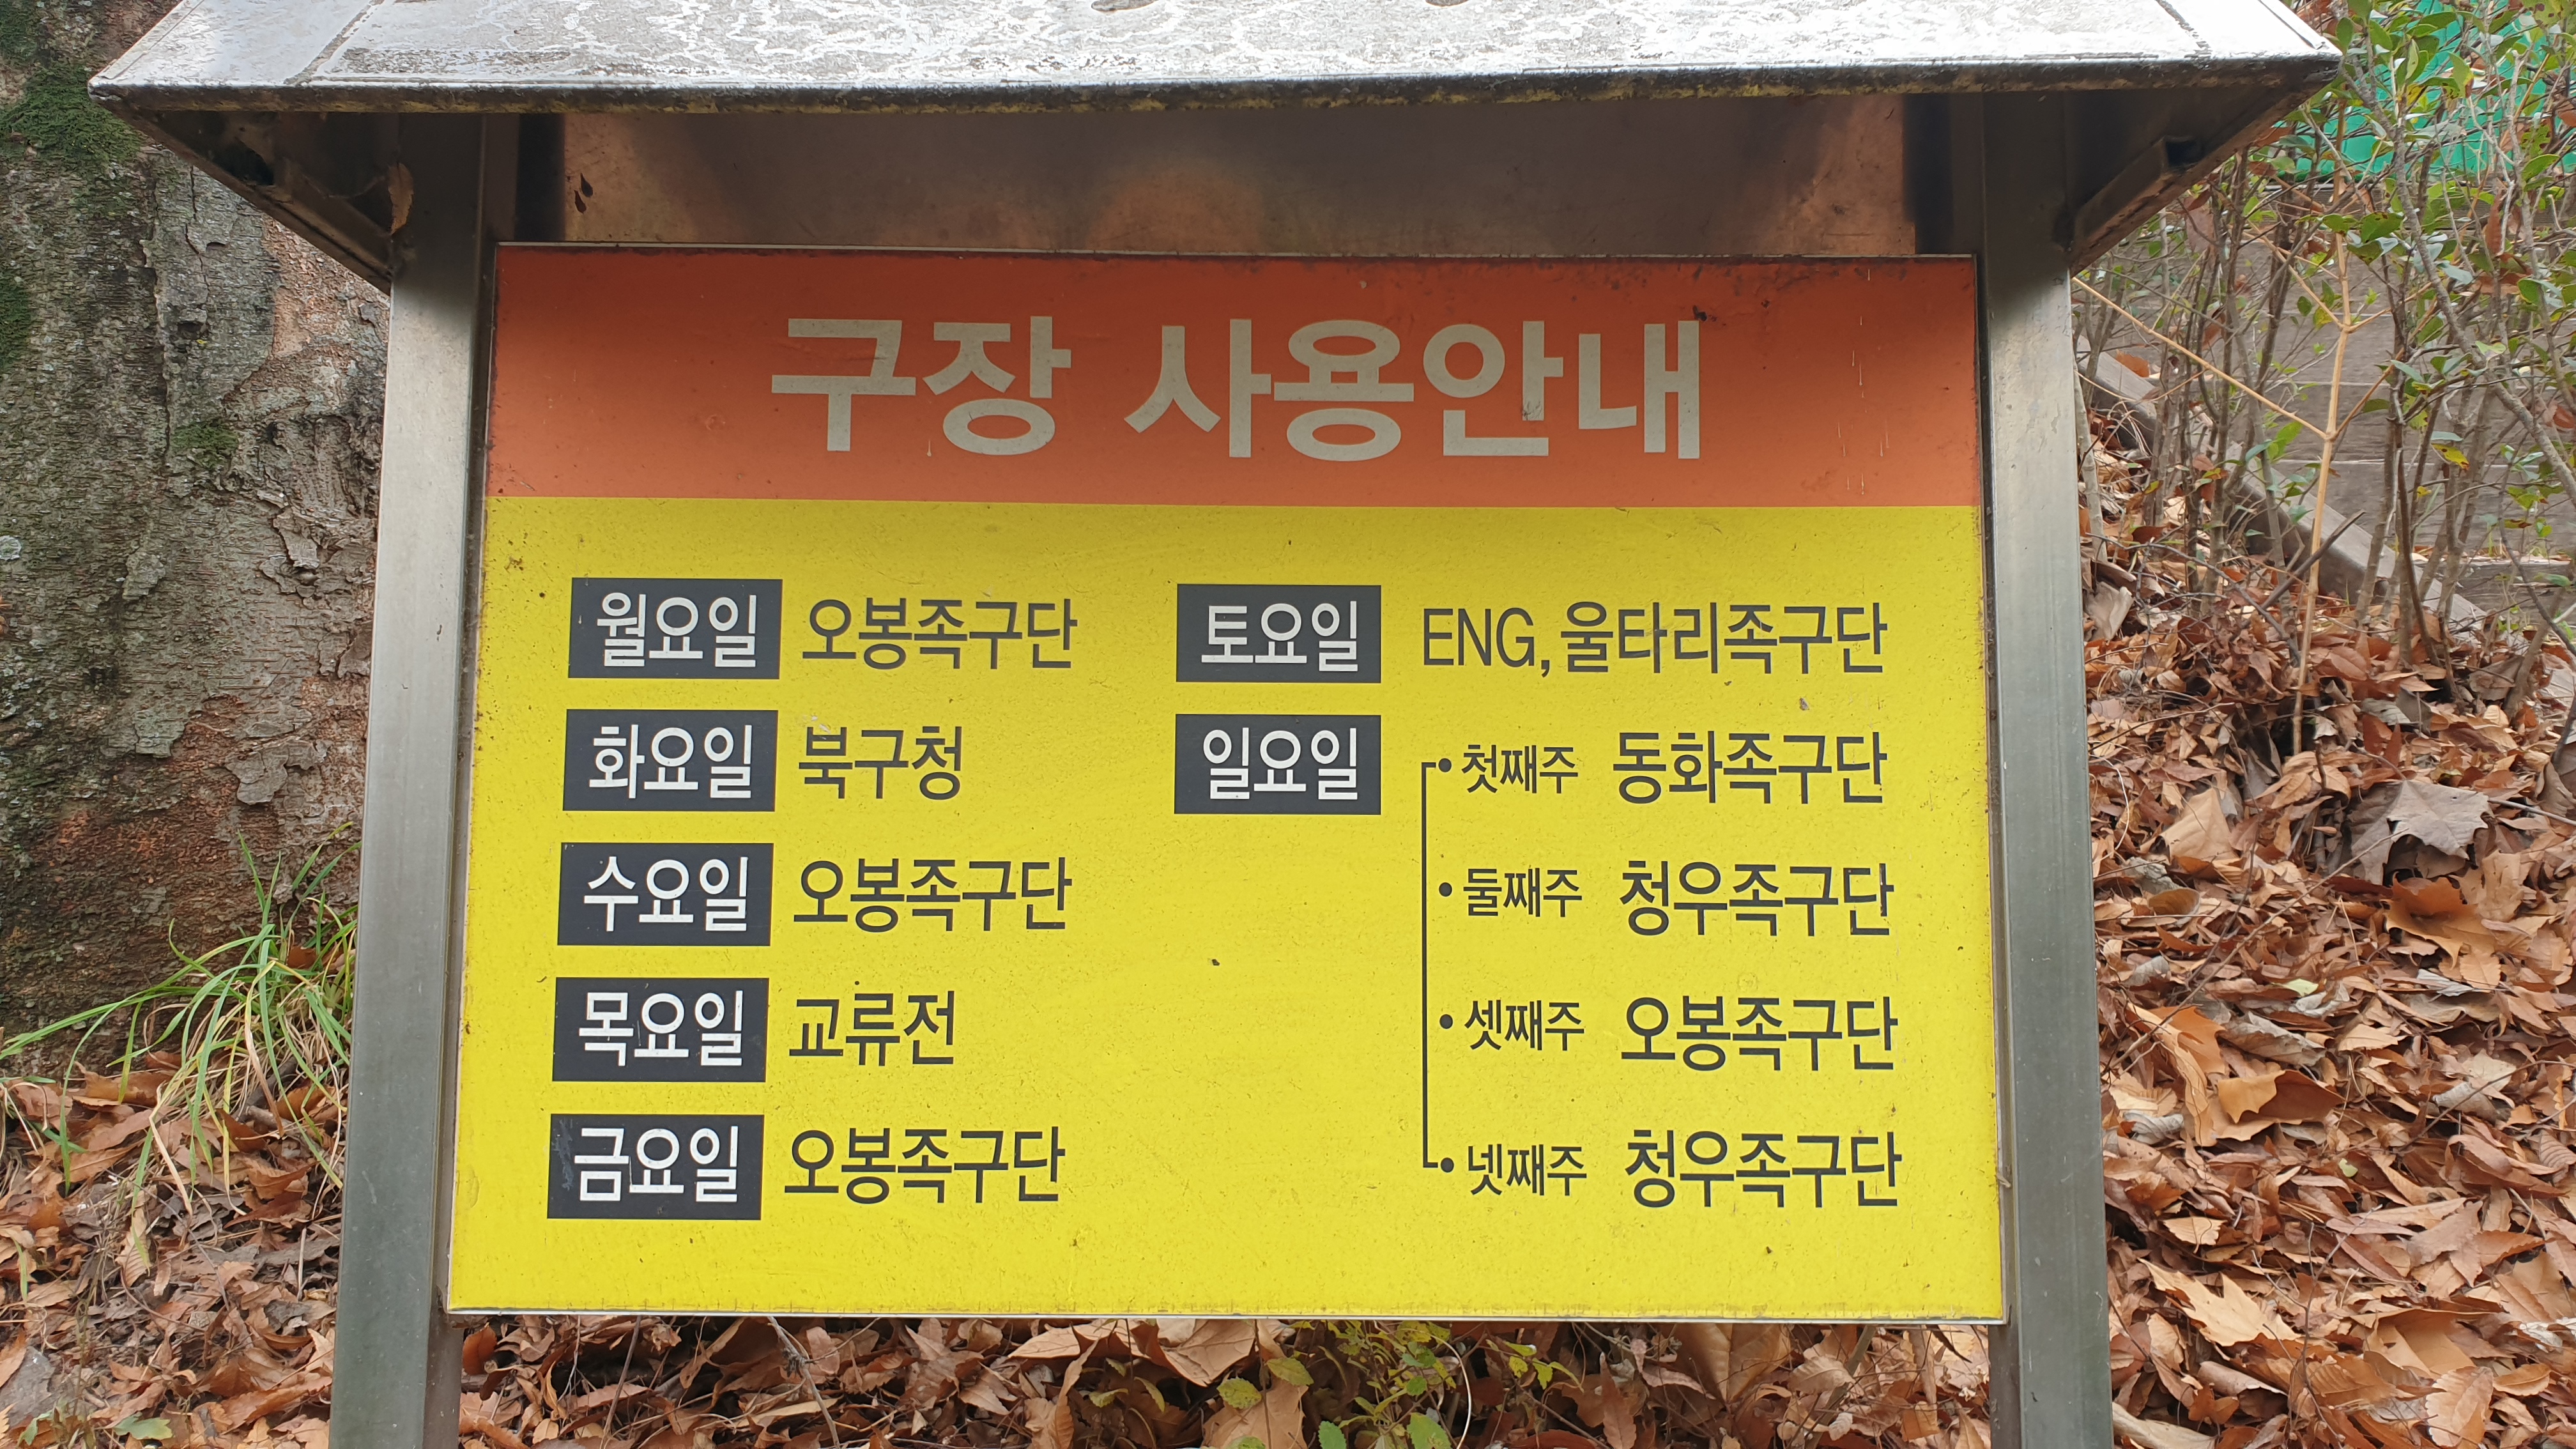 구장 사용안내
월요일 오봉족구단
화요일 북구청
수요일 오봉족구단
목요일 교류전
금요일 오봉족구단
토요일 ENG, 울타리족구단
일요일 • 첫째주 동화족구단
• 둘째주 청우족구단
• 셋째주 오봉족구단
• 넷째주 청우족구단